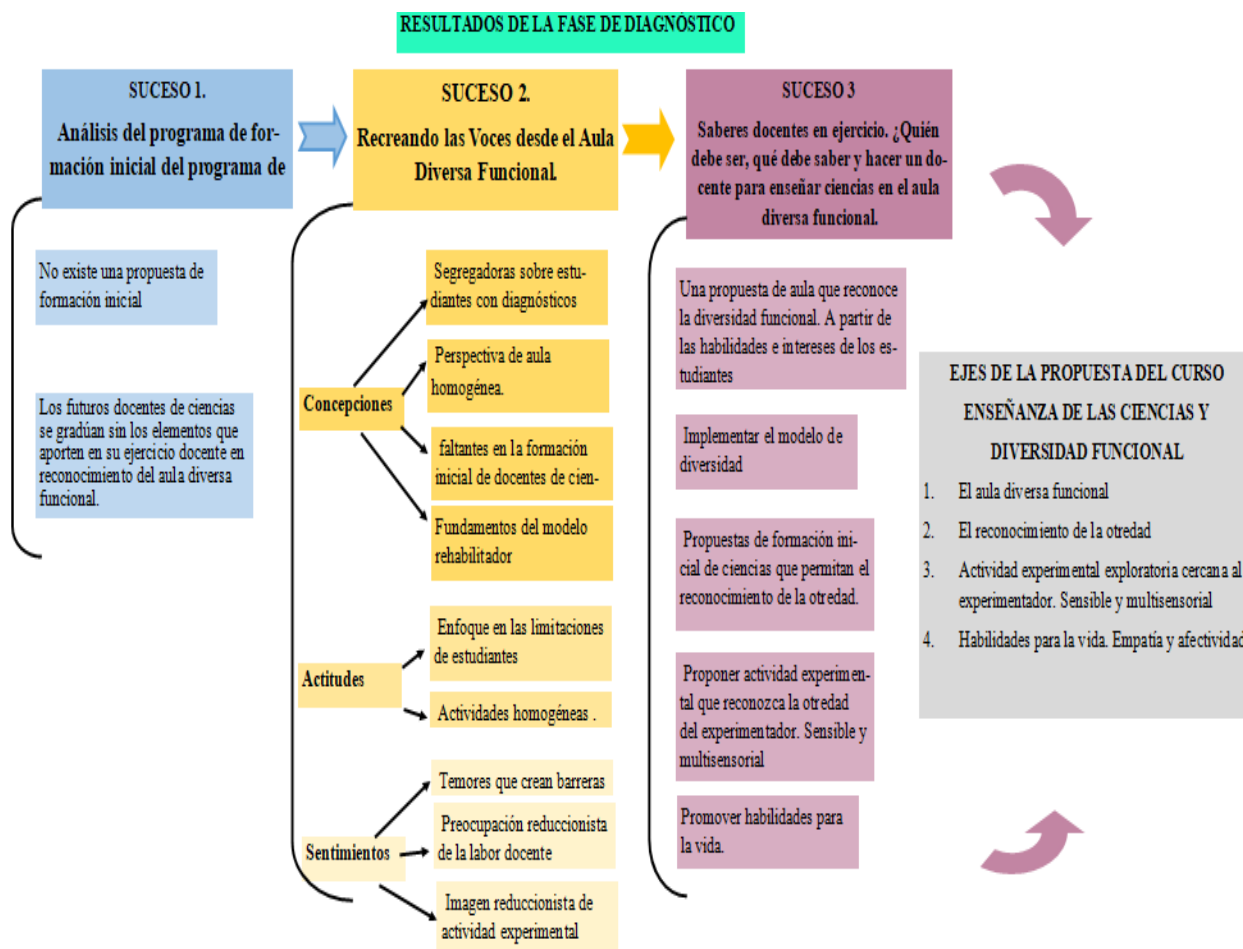 RESULTADOS DE LA FASE DE DIAGNÓSTICO
SUCESO 1.
Análisis del programa de for-
mación inicial del programa de
No existe una propuesta de
formación inicial
Los futuros docentes de ciencias
se gradúan sin los elementos que
aporten en su ejercicio docente en
reconocimiento del aula diversa
funcional.
SUCESO 2.
Recreando las Voces desde el Aula
Diversa Funcional.
Concepciones
Segregadoras sobre estu-
diantes con diagnósticos
Perspectiva de aula
homogénea.
faltantes en la formación
inicial de docentes de cien-
Fundamentos del modelo
rehabilitador
Actitudes
Enfoque en las limitaciones
de estudiantes
Actividades homogéneas .
Sentimientos
Temores que crean barreras
Preocupación reduccionista
de la labor docente
Imagen reduccionista de
actividad experimental
SUCESO 3
Saberes docentes en ejercicio. ¿Quién
debe ser, qué debe saber y hacer un do-
cente para enseñar ciencias en el aula
diversa funcional.
Una propuesta de aula que reconoce
la diversidad funcional. A partir de
las habilidades e intereses de los es-
tudiantes
Implementar el modelo de
diversidad
Propuestas de formación ini-
cial de ciencias que permitan el
reconocimiento de la otredad.
Proponer actividad experimen-
tal que reconozca la otredad
del experimentador. Sensible y
multisensorial
Promover habilidades para
la vida.
EJES DE LA PROPUESTA DEL CURSO
ENSEÑANZA DE LAS CIENCIAS Y
DIVERSIDAD FUNCIONAL
1. El aula diversa funcional
2. El reconocimiento de la otredad
3. Actividad experimental exploratoria cercana al
experimentador. Sensible y multisensorial
4. Habilidades para la vida. Empatía y afectividad